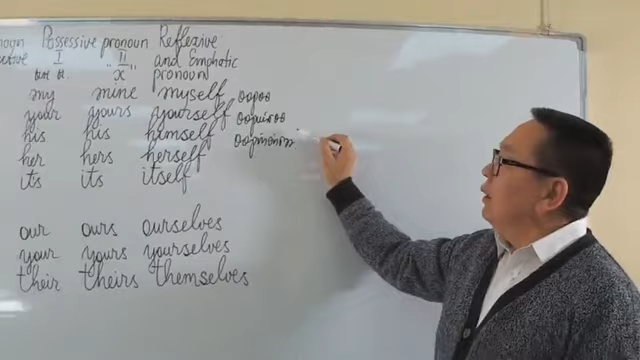 Possessive pronoun Reflexive
I "II" and Emphatic
x pronoun
my mine myself өөрөө
your yours yourself
his his himself
her hers herself
its its itself
our ours ourselves
your yours yourselves
their theirs themselves